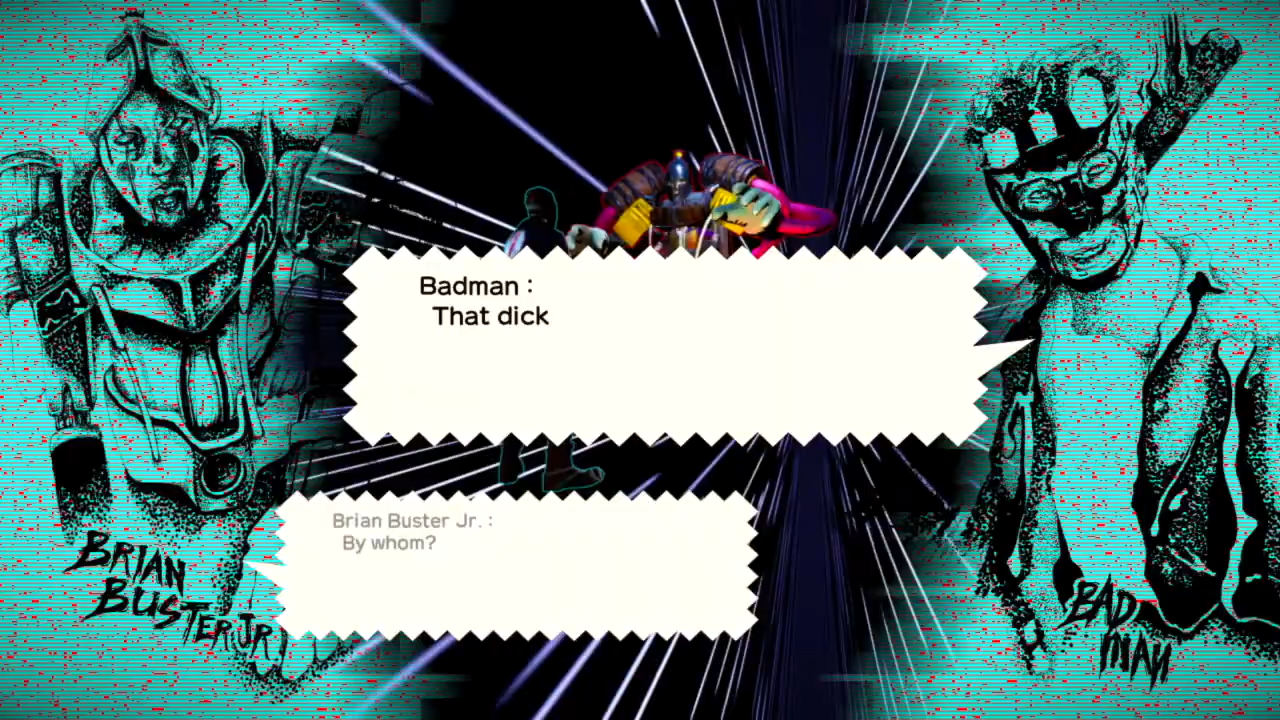 Badman :
That dick
Brian Buster Jr. :
By whom?
BRIAN
BUSTER JR
BAD
MAN